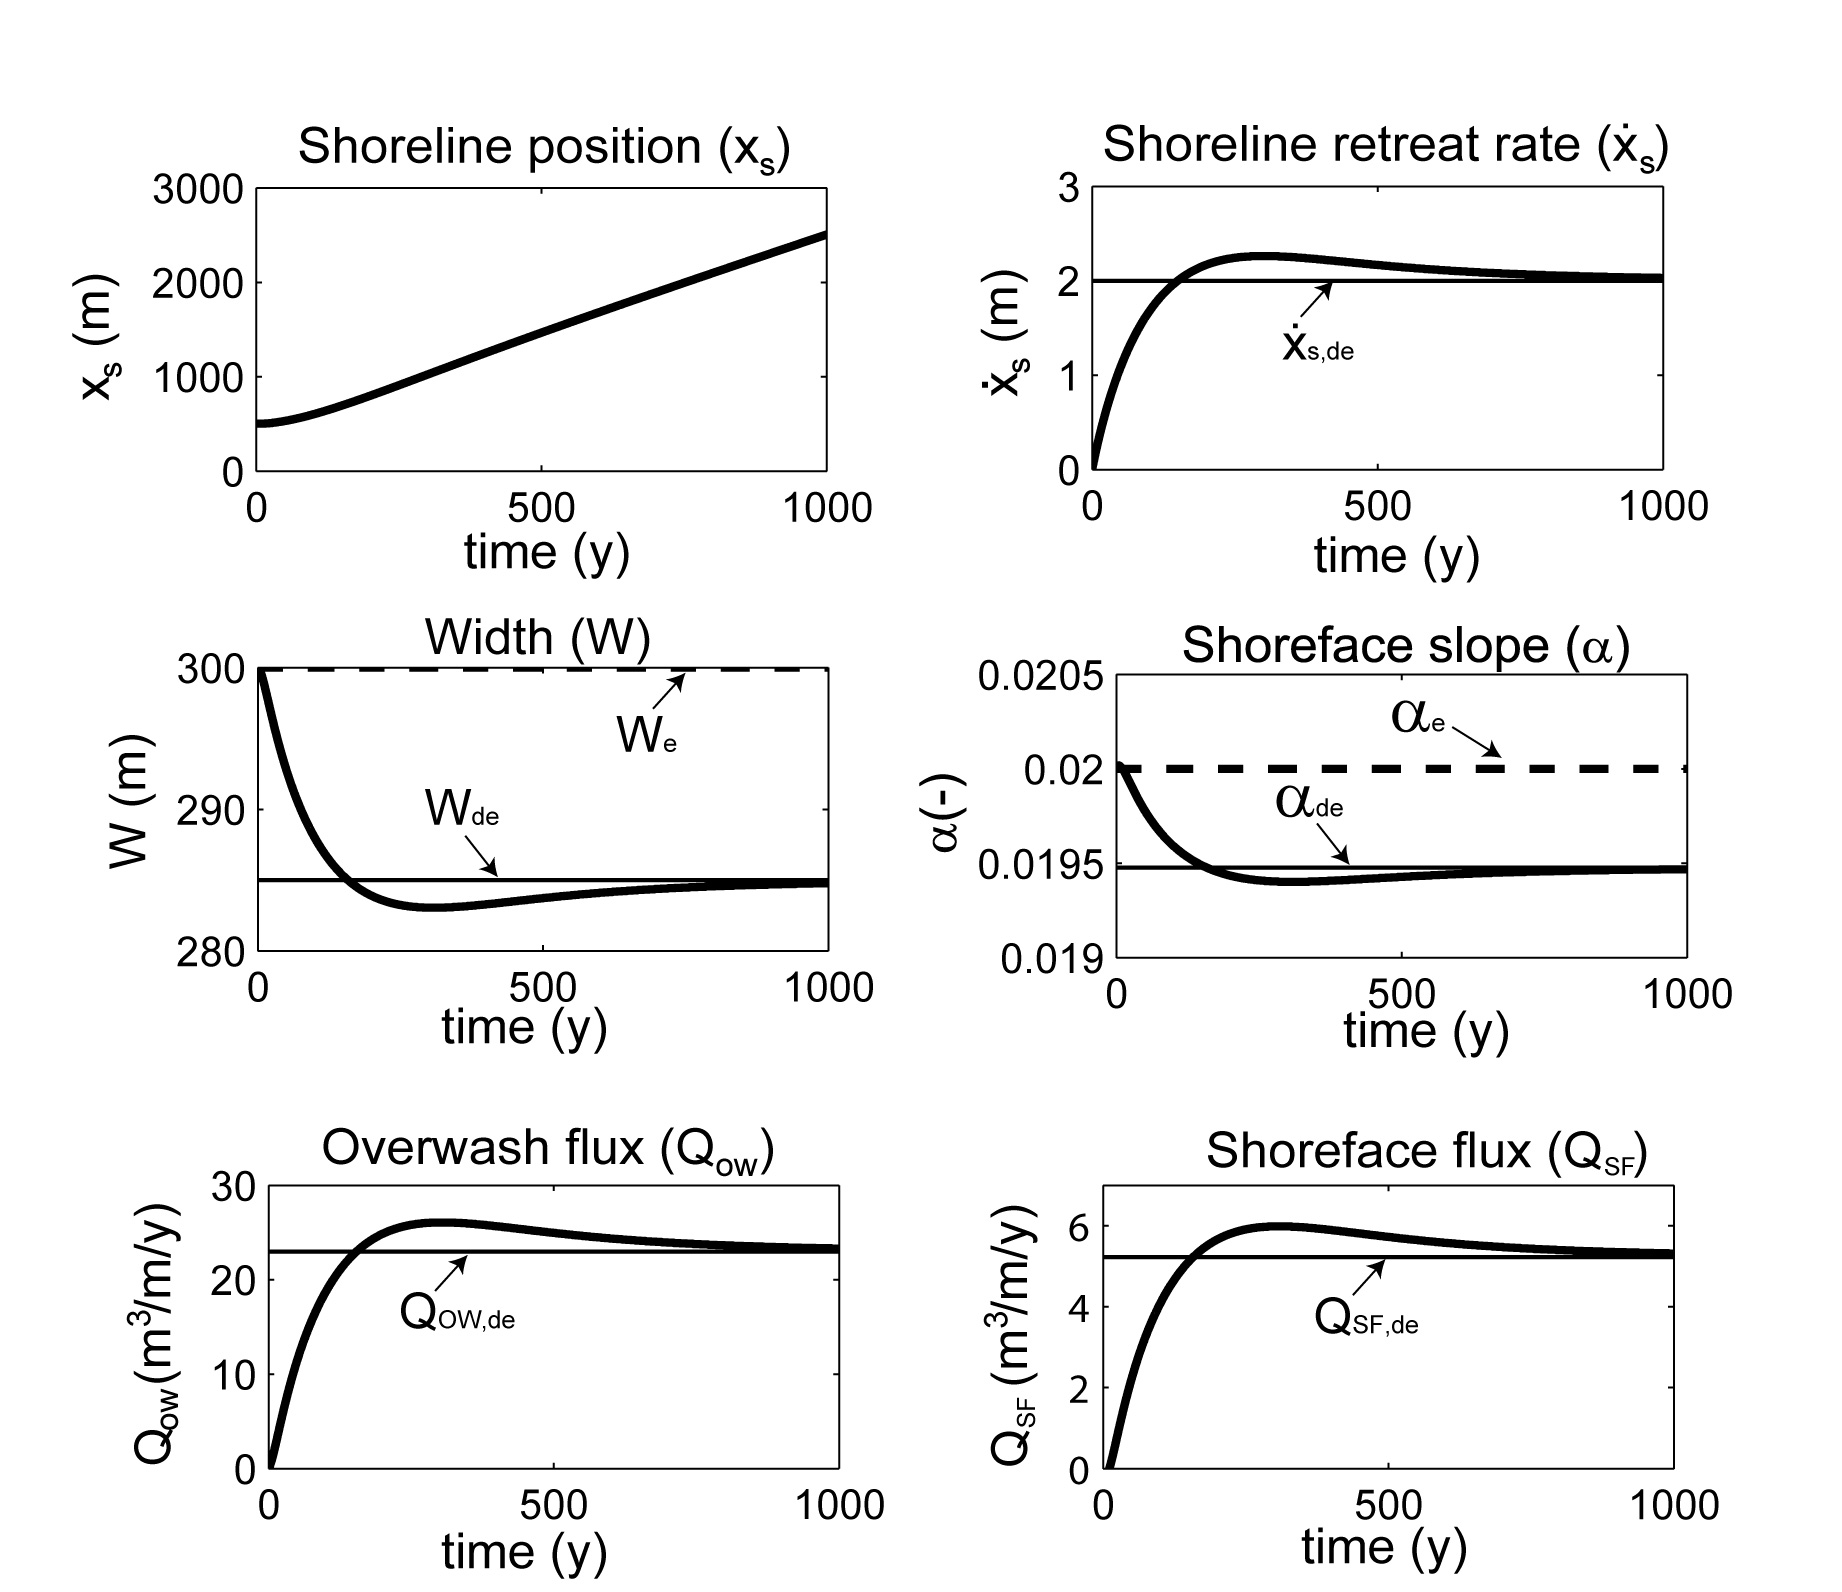 Shoreline position (xs)
3000
2000
1000
0
xs (m)
0 500 1000
time (y)
Shoreline retreat rate (ẋs)
3
2
1
0
ẋs (m)
ẋs,de
0 500 1000
time (y)
Width (W)
300
290
280
W (m)
We
Wde
0 500 1000
time (y)
Shoreface slope (α)
0.0205
0.02
0.0195
0.019
α(-)
αe
αde
0 500 1000
time (y)
Overwash flux (Qow)
30
20
10
0
Qow(m³/m/y)
QOW,de
0 500 1000
time (y)
Shoreface flux (QSF)
6
4
2
0
QSF (m³/m/y)
QSF,de
0 500 1000
time (y)